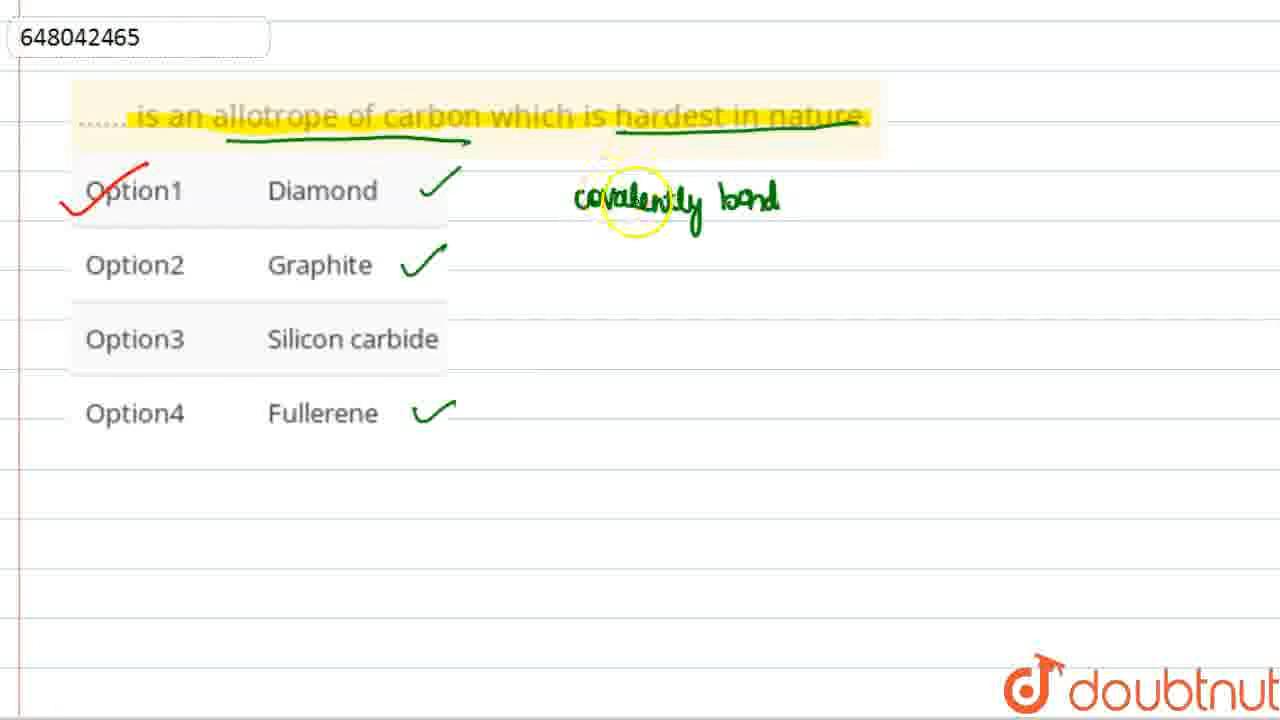 648042465
...... is an allotrope of carbon which is hardest in nature.
Option1 Diamond
covalently bond
Option2 Graphite
Option3 Silicon carbide
Option4 Fullerene
doubtnut